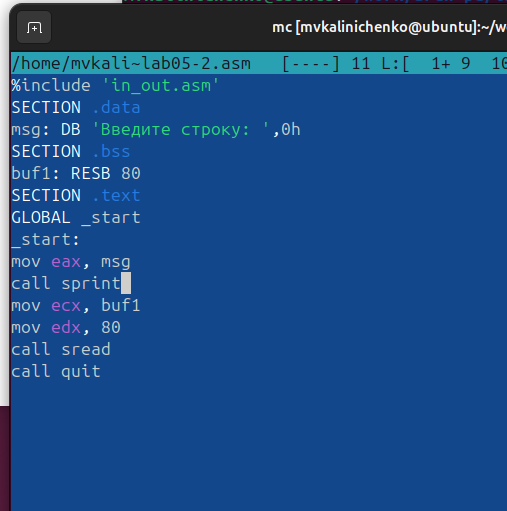 mc [mvkalinichenko@ubuntu]:~/w
/home/mvkali~lab05-2.asm [----] 11 L:[ 1+ 9 10
%include 'in_out.asm'
SECTION .data
msg: DB 'Введите строку: ',0h
SECTION .bss
buf1: RESB 80
SECTION .text
GLOBAL _start
_start:
mov eax, msg
call sprint
mov ecx, buf1
mov edx, 80
call sread
call quit